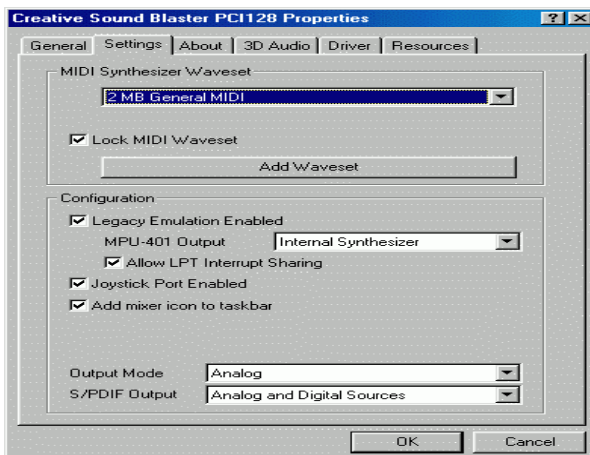 Creative Sound Blaster PCI128 Properties
General Settings About 3D Audio Driver Resources
MIDI Synthesizer Waveset
2 MB General MIDI
Lock MIDI Waveset
Add Waveset
Configuration
Legacy Emulation Enabled
MPU-401 Output Internal Synthesizer
Allow LPT Interrupt Sharing
Joystick Port Enabled
Add mixer icon to taskbar
Output Mode Analog
S/PDIF Output Analog and Digital Sources
OK Cancel